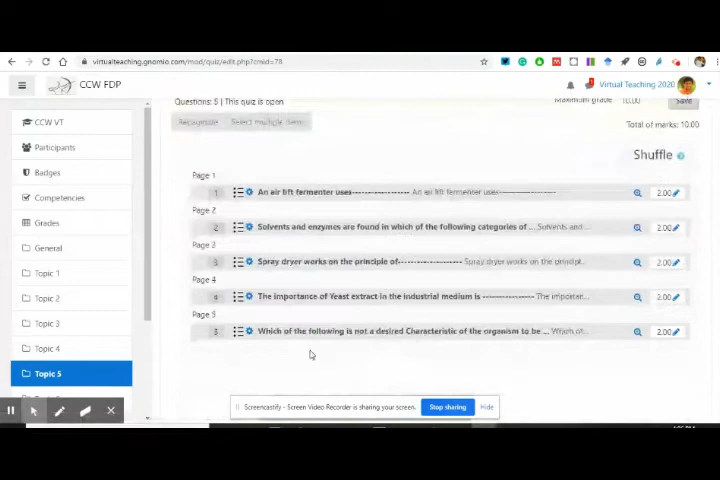 virtualteaching.gnomio.com/mod/quiz/edit.php?cmid=78
CCW FDP
Virtual Teaching 2020
CCW VT
Participants
Badges
Competencies
Grades
General
Topic 1
Topic 2
Topic 3
Topic 4
Topic 5
Questions: 5 | This quiz is open
Maximum grade 10.00 Save
Repaginate Select multiple items
Total of marks: 10.00
Shuffle
Page 1
1 An air lift fermenter uses------------------ An air lift fermenter uses------------------ 2.00
Page 2
2 Solvents and enzymes are found in which of the following categories of ... Solvents and... 2.00
Page 3
3 Spray dryer works on the principle of-------------------- Spray dryer works on the principl... 2.00
Page 4
4 The importance of Yeast extract in the industrial medium is ---------------- The importan... 2.00
Page 5
5 Which of the following is not a desired Characteristic of the organism to be ... Which of... 2.00
Screencastify - Screen Video Recorder is sharing your screen. Stop sharing Hide